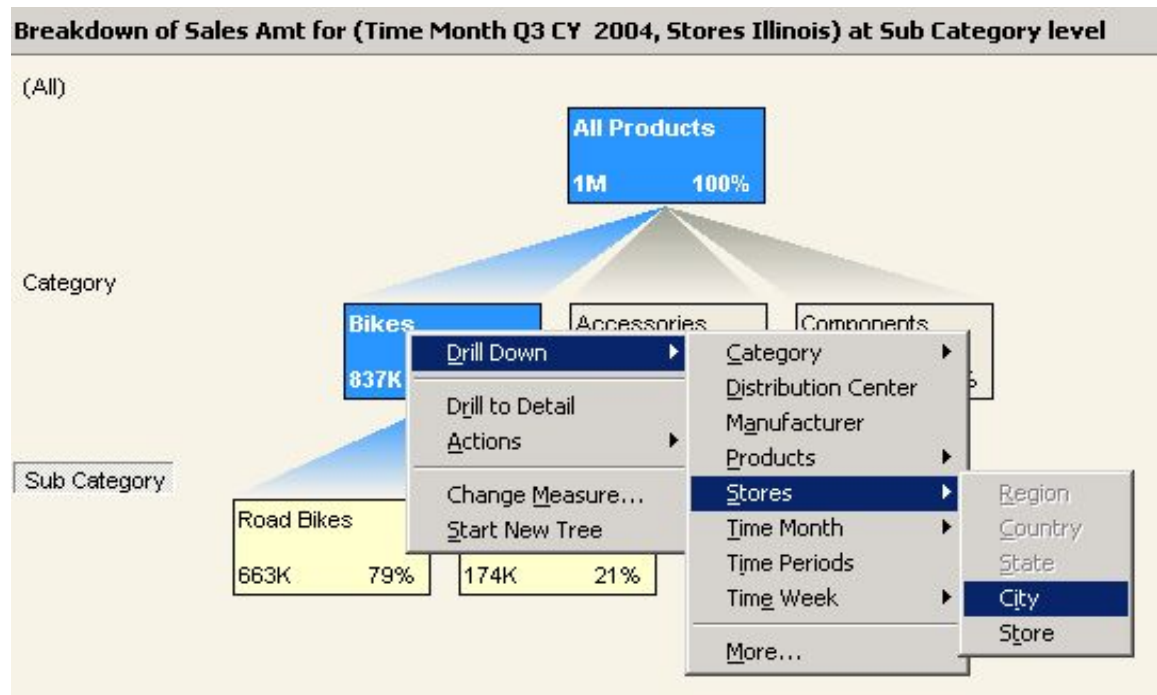 Breakdown of Sales Amt for (Time Month Q3 CY 2004, Stores Illinois) at Sub Category level
(All)
All Products
1M 100%
Category
Bikes
Accessories
Components
837K
Drill Down
Drill to Detail
Actions
Change Measure...
Start New Tree
Category
Distribution Center
Manufacturer
Products
Stores
Time Month
Time Periods
Time Week
More...
Region
Country
State
City
Store
Sub Category
Road Bikes
663K 79%
174K 21%